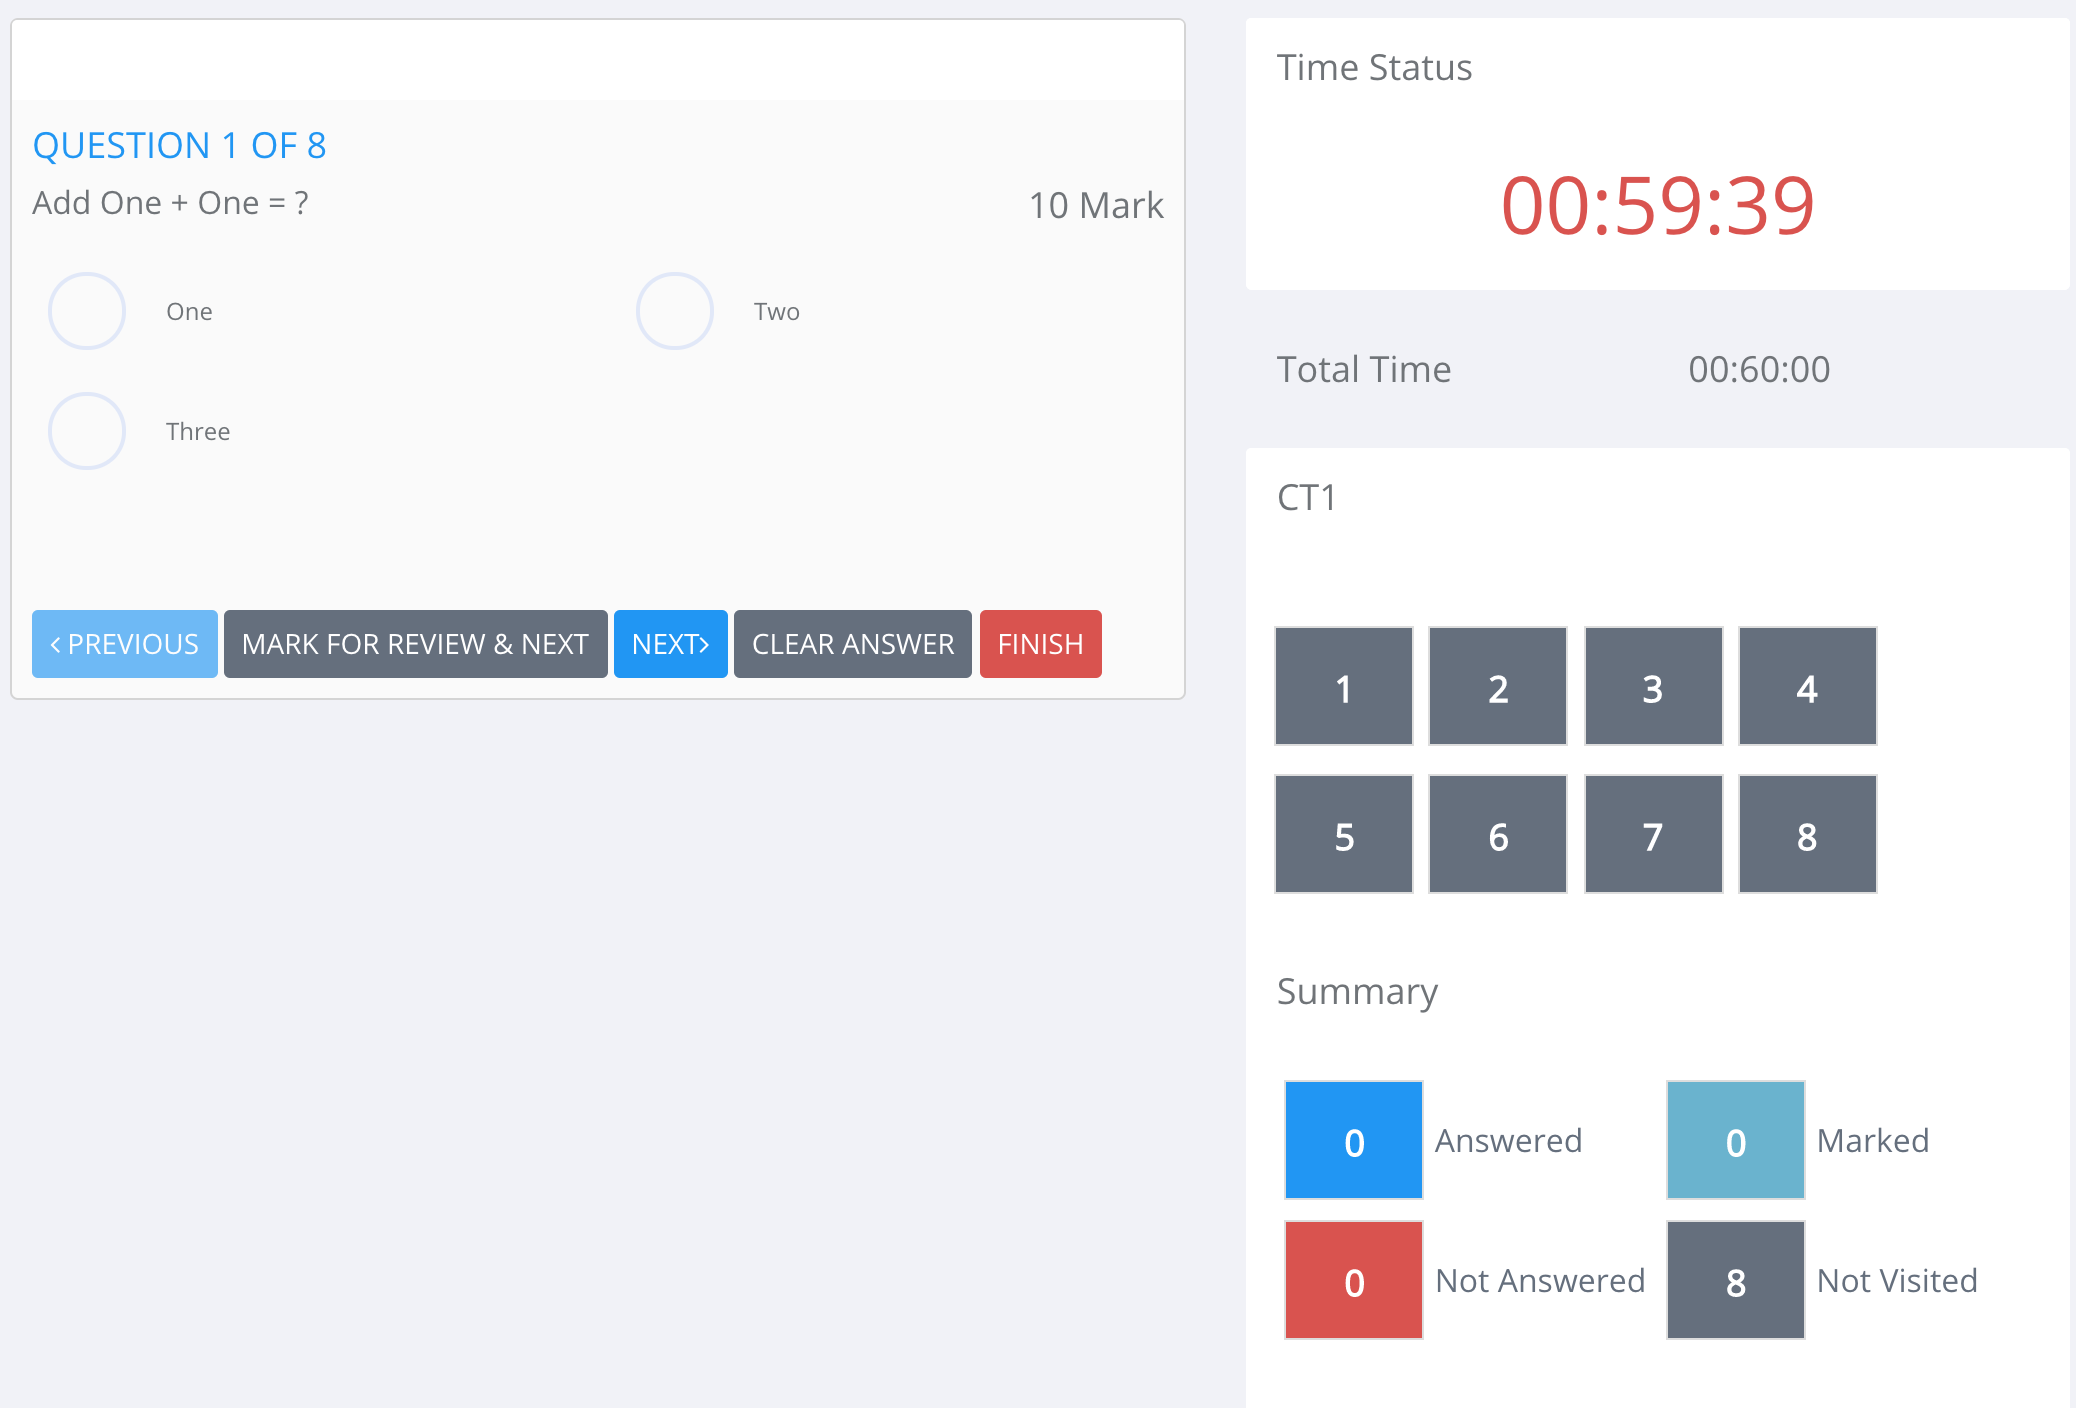 QUESTION 1 OF 8
Add One + One = ?
10 Mark
One
Two
Three
‹ PREVIOUS
MARK FOR REVIEW & NEXT
NEXT›
CLEAR ANSWER
FINISH
Time Status
00:59:39
Total Time
00:60:00
CT1
1 2 3 4
5 6 7 8
Summary
0 Answered
0 Marked
0 Not Answered
8 Not Visited